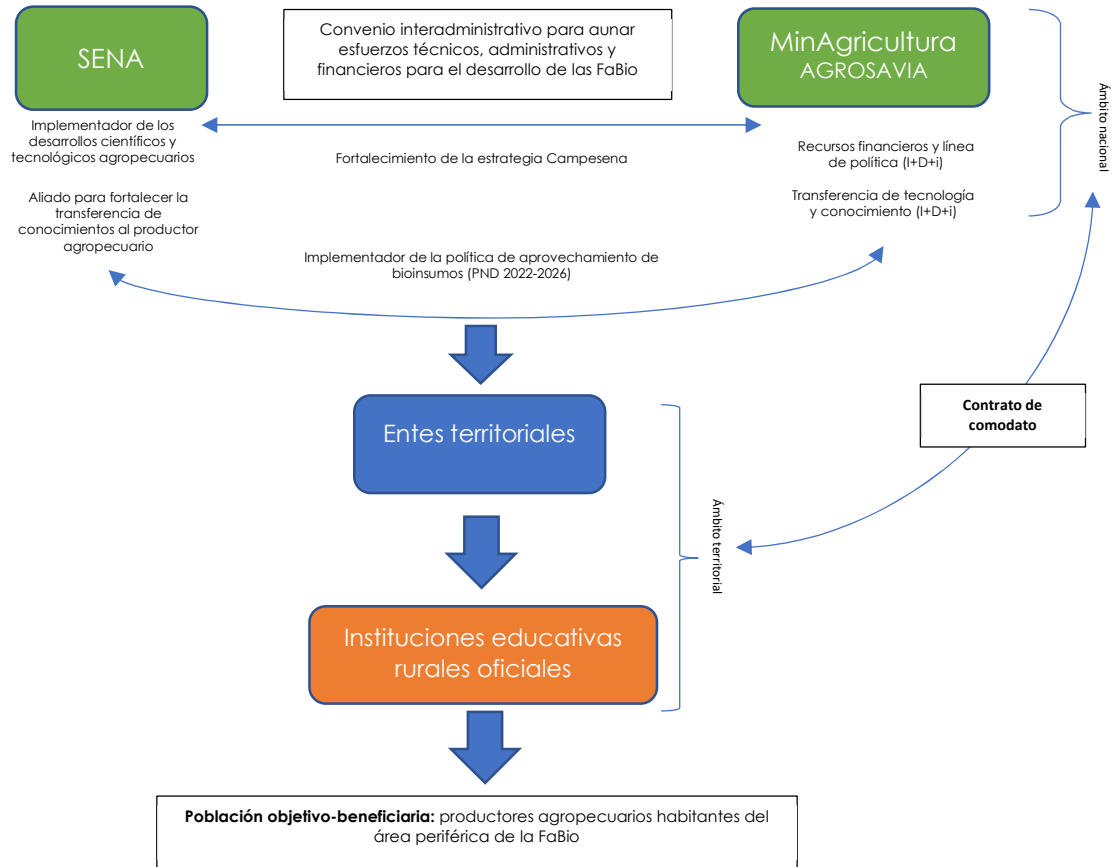 SENA
Convenio interadministrativo para aunar
esfuerzos técnicos, administrativos y
financieros para el desarrollo de las FaBio
MinAgricultura
AGROSAVIA
Ámbito nacional
Implementador de los
desarrollos científicos y
tecnológicos agropecuarios
Fortalecimiento de la estrategia Campesena
Recursos financieros y línea
de política (I+D+i)
Aliado para fortalecer la
transferencia de
conocimientos al productor
agropecuario
Transferencia de tecnología
y conocimiento (I+D+i)
Implementador de la política de aprovechamiento de
bioinsumos (PND 2022-2026)
Contrato de
comodato
Entes territoriales
Ámbito territorial
Instituciones educativas
rurales oficiales
Población objetivo-beneficiaria: productores agropecuarios habitantes del
área periférica de la FaBio